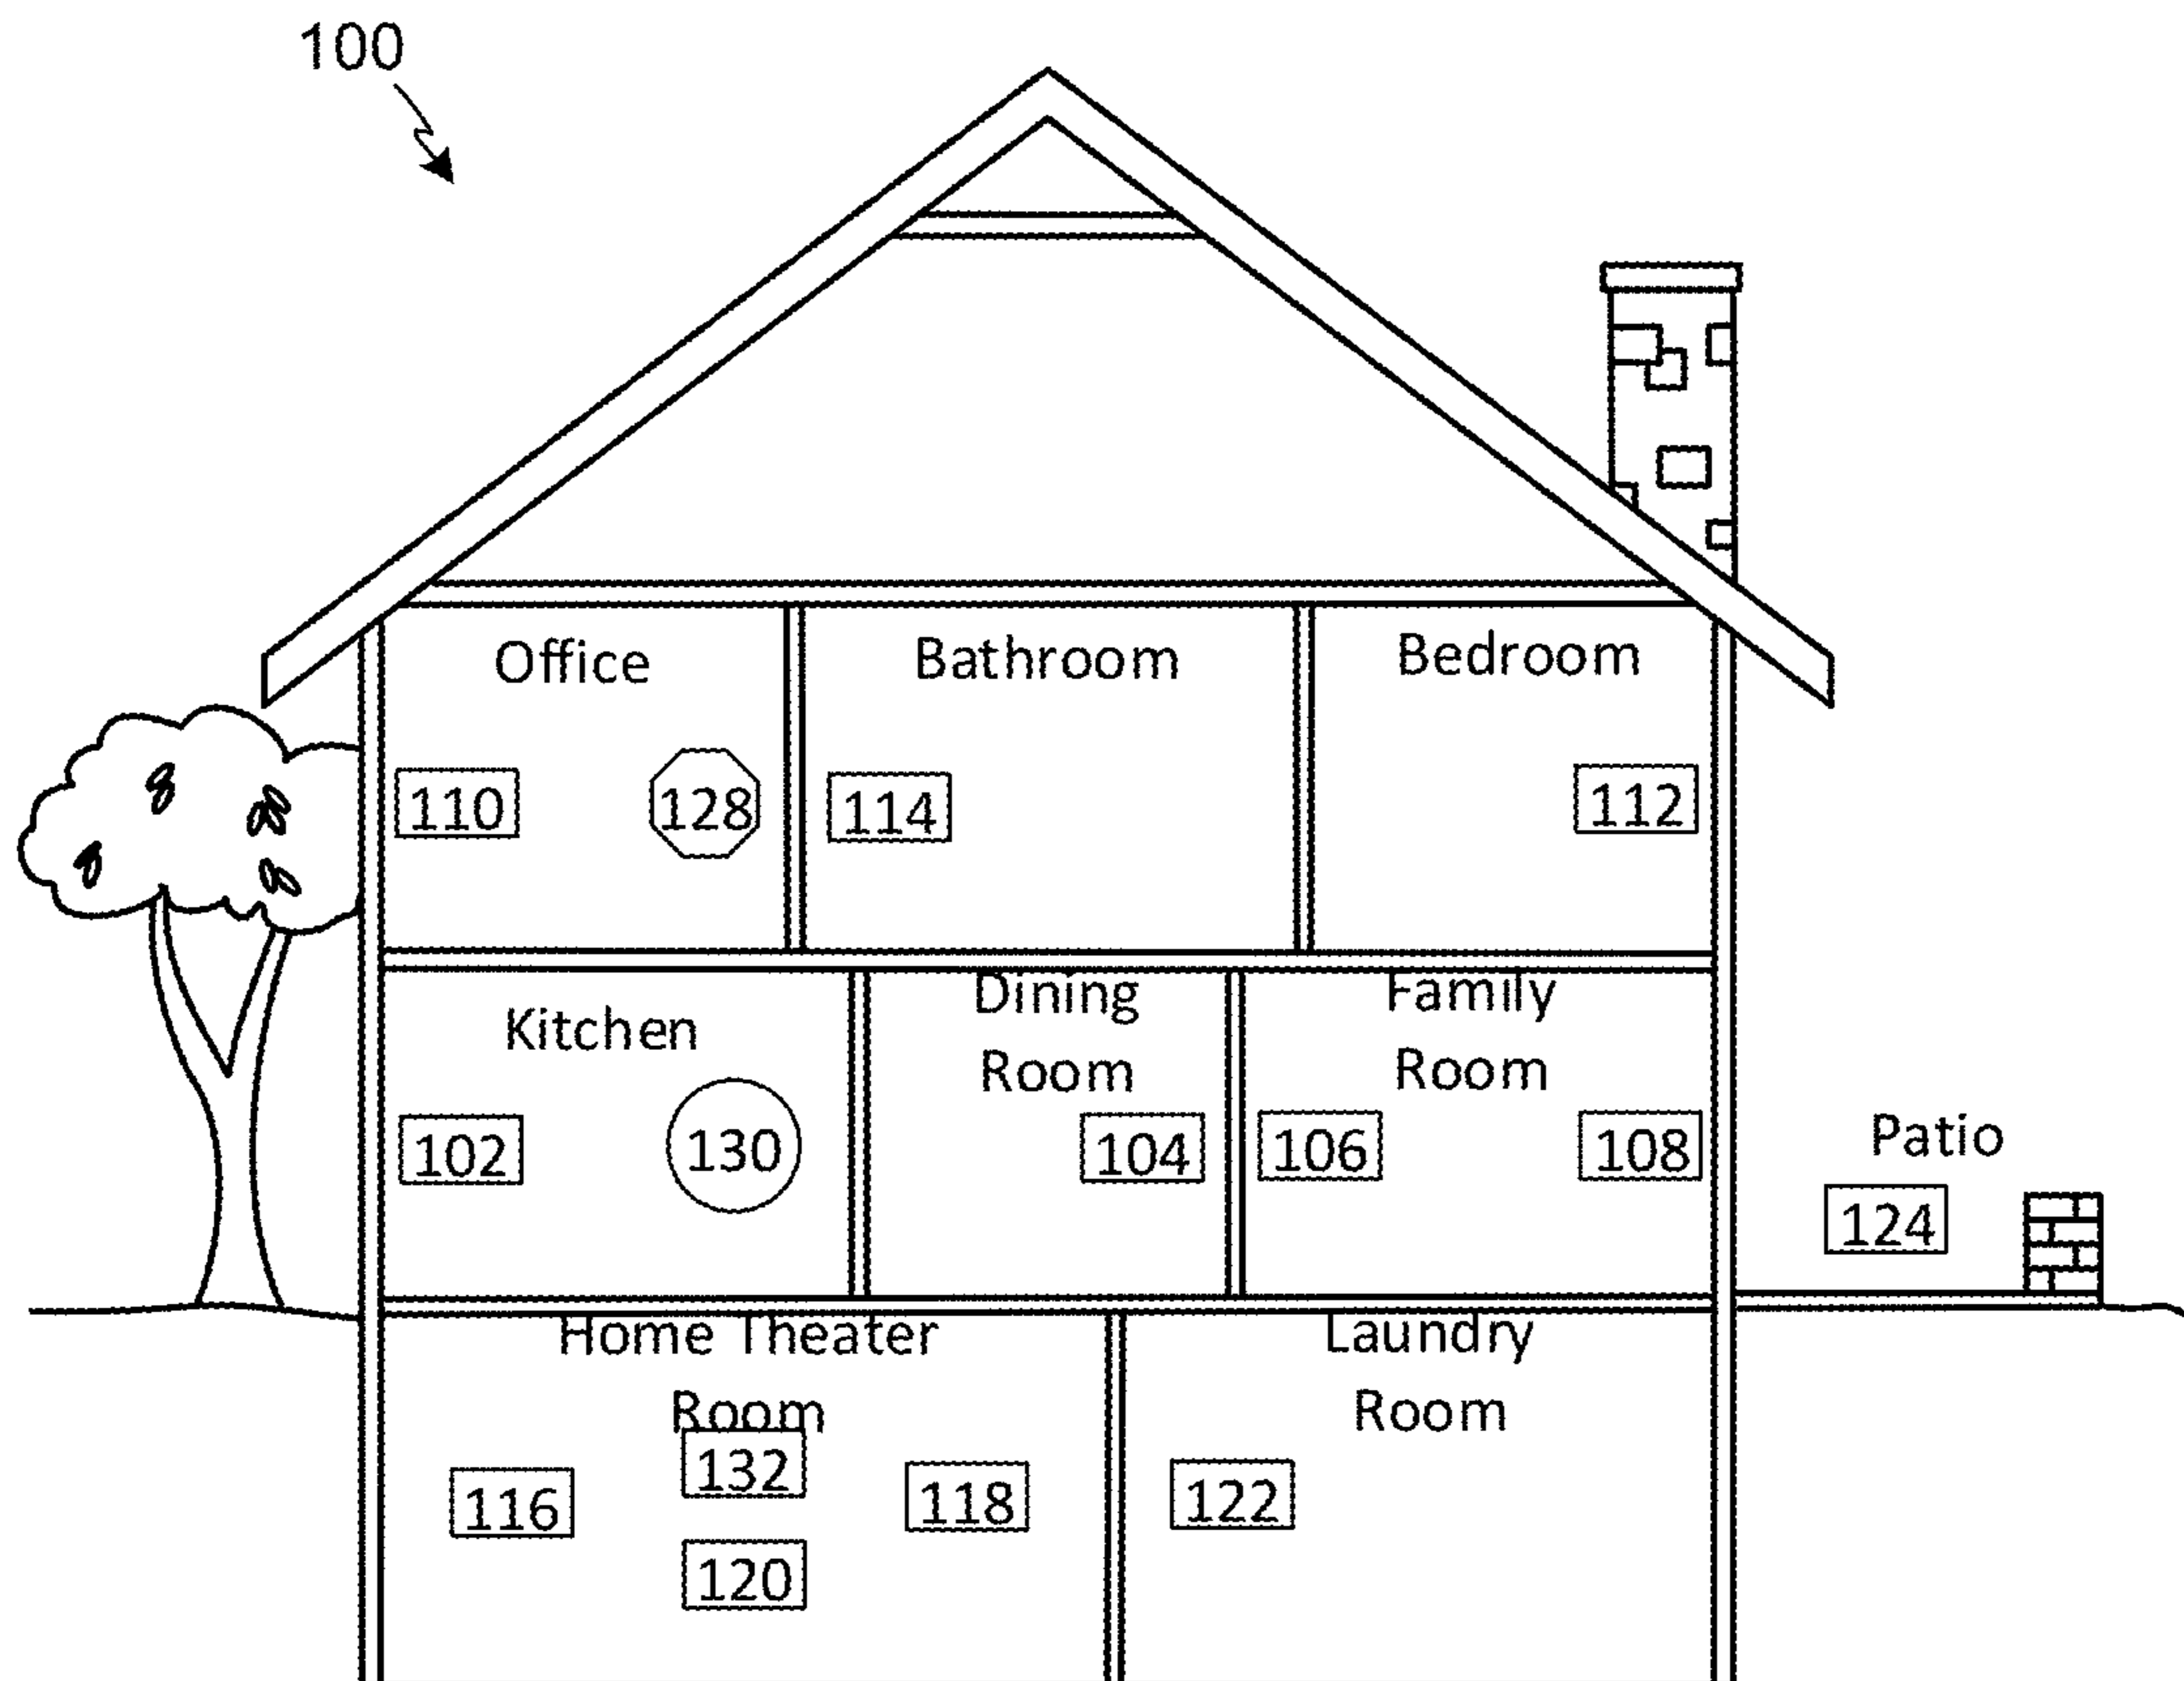 100
Office
Bathroom
Bedroom
110
128
114
112
Kitchen
Dining
Room
Family
Room
102
130
104
106
108
Patio
124
Home Theater
Room
Laundry
Room
132
116
118
122
120